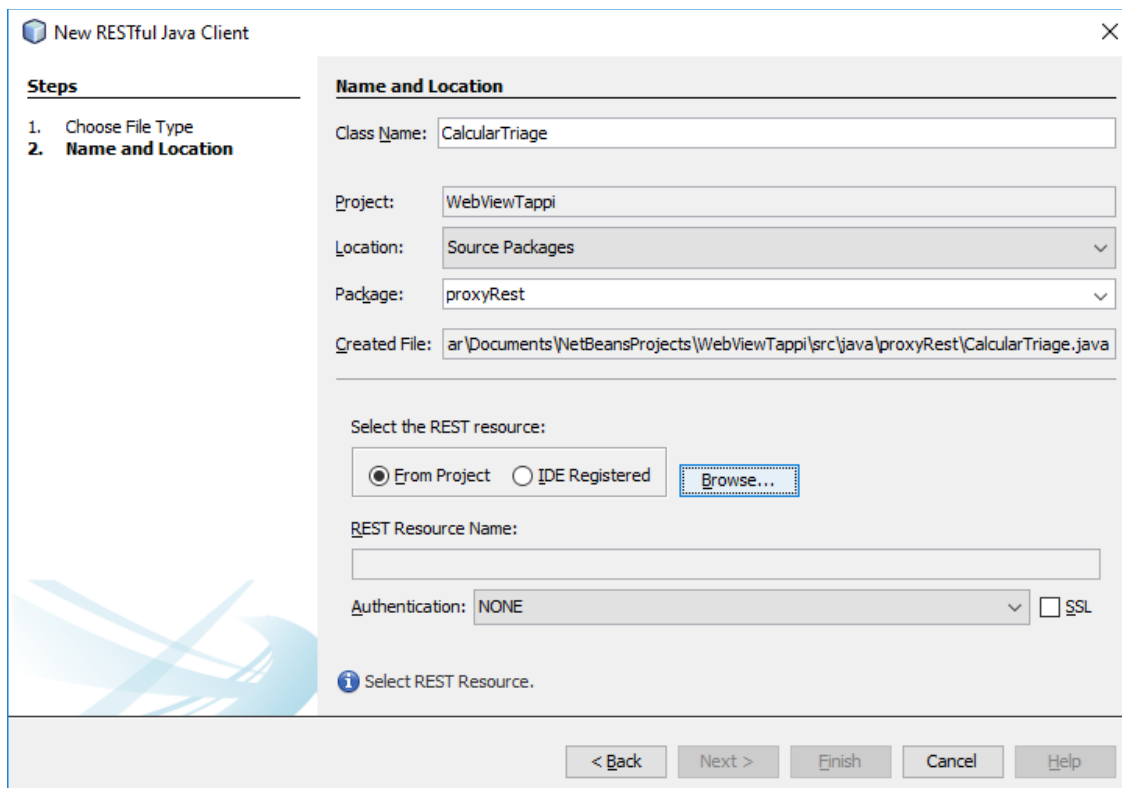 New RESTful Java Client
Steps
1. Choose File Type
2. Name and Location
Name and Location
Class Name: CalcularTriage
Project: WebViewTappi
Location: Source Packages
Package: proxyRest
Created File: ar\Documents\NetBeansProjects\WebViewTappi\src\java\proxyRest\CalcularTriage.java
Select the REST resource:
From Project IDE Registered Browse...
REST Resource Name:
Authentication: NONE SSL
Select REST Resource.
< Back Next > Finish Cancel Help